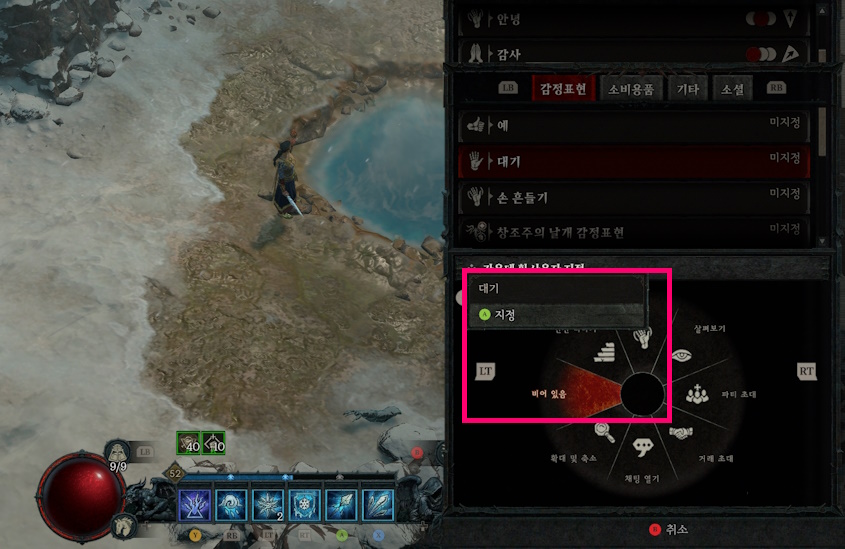 안녕
감사
LB 감정표현 소비용품 기타 소셜 RB
예 미지정
대기 미지정
손 흔들기 미지정
창조주의 날개 감정표현 미지정
대기
A 지정
살펴보기
LT RT
비어 있음 파티 초대
확대 및 축소 거래 초대
채팅 열기
40 10
LB B
9/9
52
2
Y RB LT RT A X
B 취소